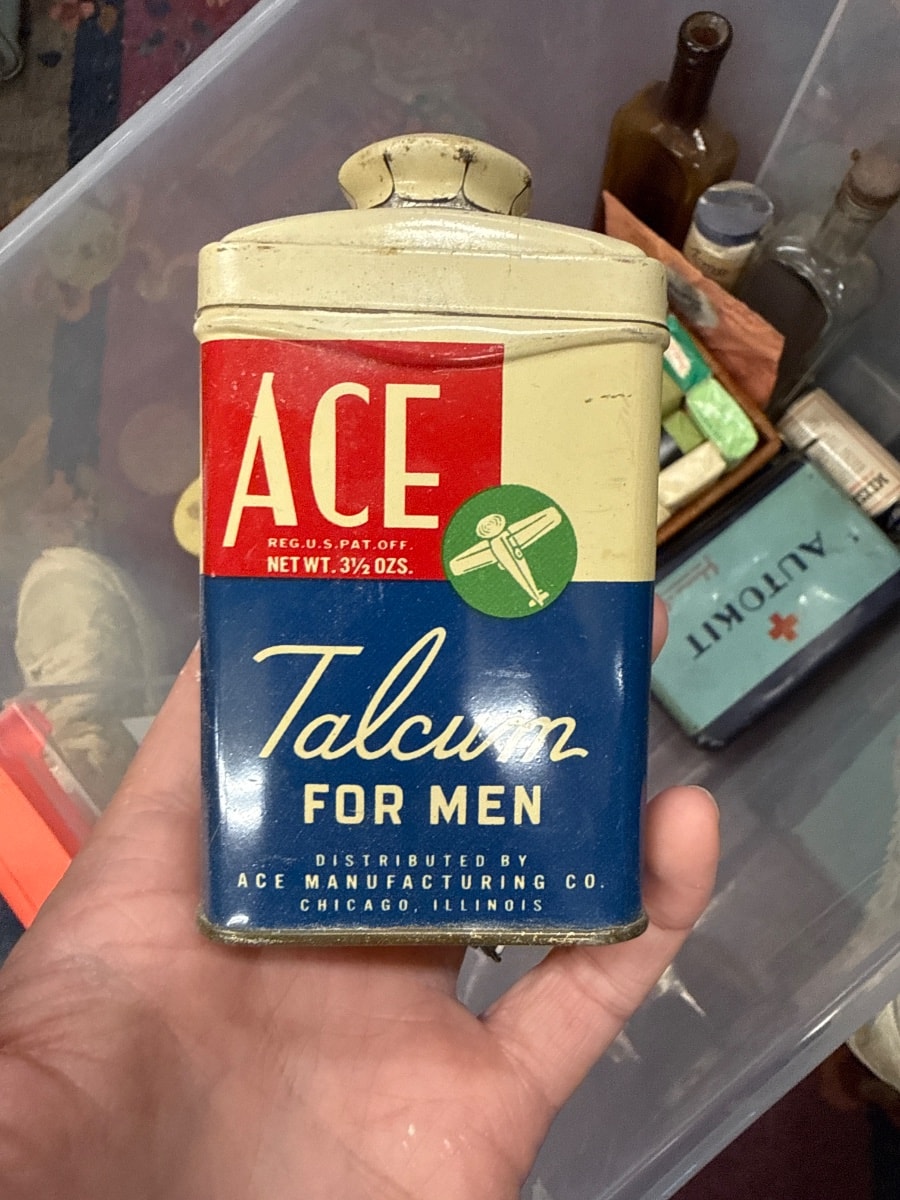 ACE
REG.U.S.PAT.OFF.
NET WT. 3½ OZS.
Talcum
FOR MEN
DISTRIBUTED BY
ACE MANUFACTURING CO.
CHICAGO, ILLINOIS
AUTOKIT